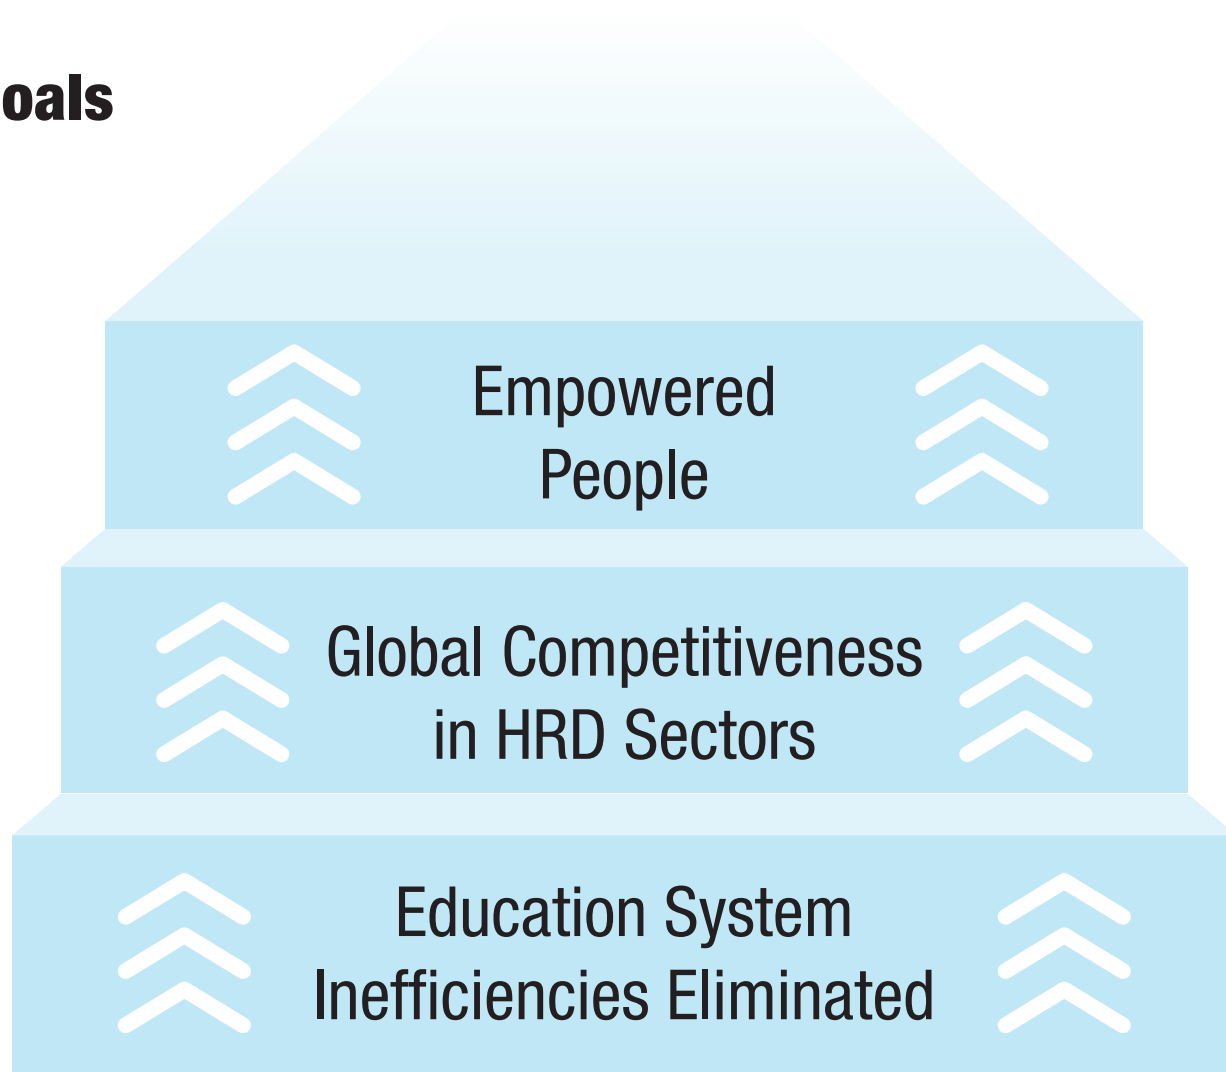 oals
Empowered
People
Global Competitiveness
in HRD Sectors
Education System
Inefficiencies Eliminated